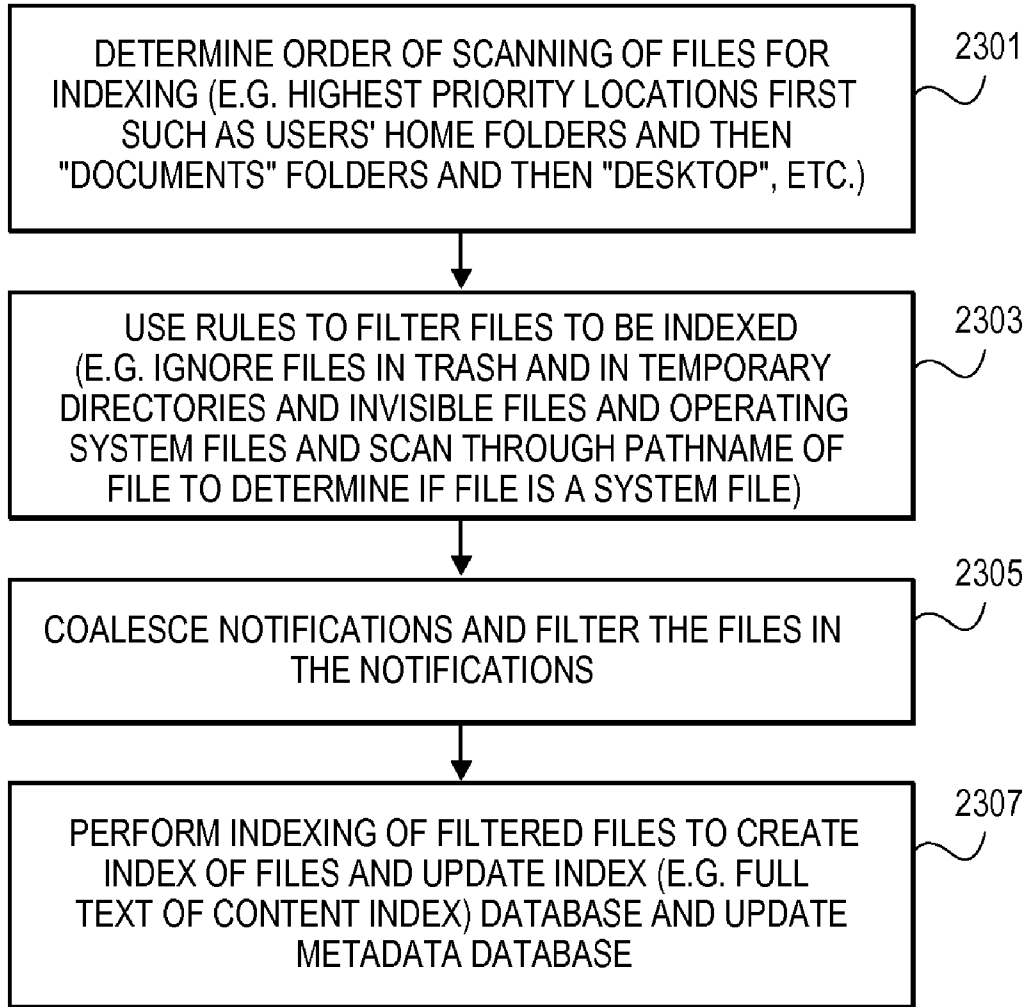 DETERMINE ORDER OF SCANNING OF FILES FOR
INDEXING (E.G. HIGHEST PRIORITY LOCATIONS FIRST
SUCH AS USERS' HOME FOLDERS AND THEN
"DOCUMENTS" FOLDERS AND THEN "DESKTOP", ETC.)
2301
USE RULES TO FILTER FILES TO BE INDEXED
(E.G. IGNORE FILES IN TRASH AND IN TEMPORARY
DIRECTORIES AND INVISIBLE FILES AND OPERATING
SYSTEM FILES AND SCAN THROUGH PATHNAME OF
FILE TO DETERMINE IF FILE IS A SYSTEM FILE)
2303
COALESCE NOTIFICATIONS AND FILTER THE FILES IN
THE NOTIFICATIONS
2305
PERFORM INDEXING OF FILTERED FILES TO CREATE
INDEX OF FILES AND UPDATE INDEX (E.G. FULL
TEXT OF CONTENT INDEX) DATABASE AND UPDATE
METADATA DATABASE
2307